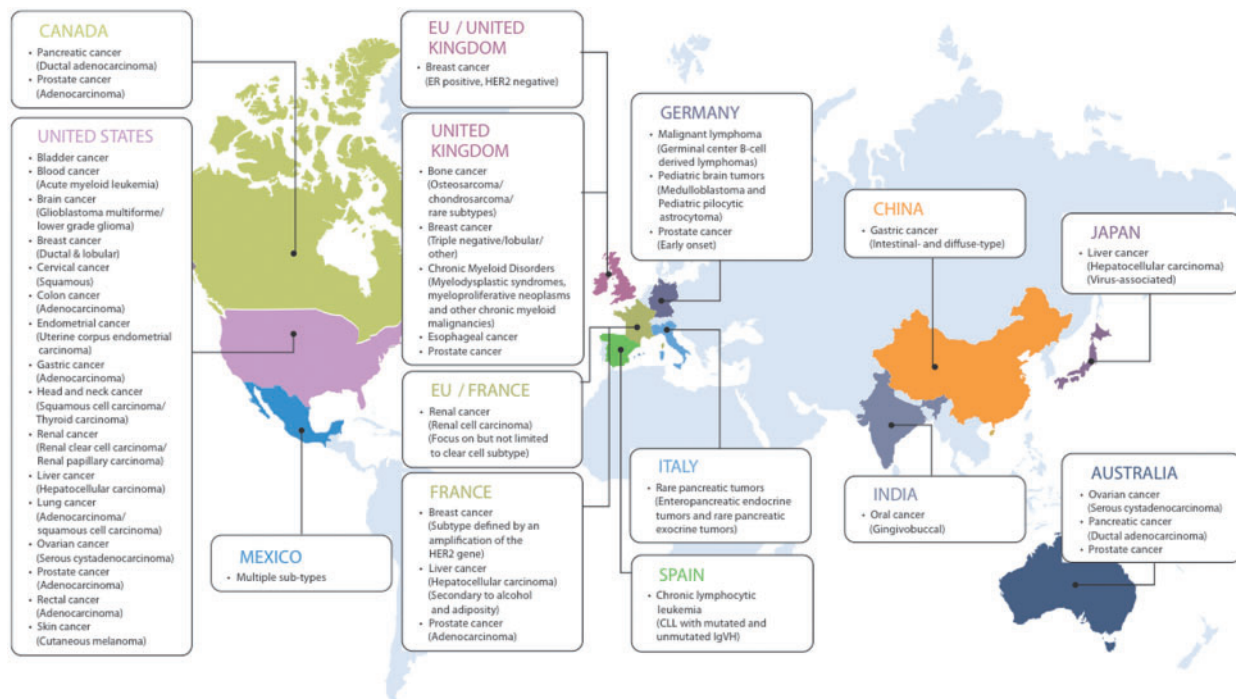 CANADA
• Pancreatic cancer
(Ductal adenocarcinoma)
• Prostate cancer
(Adenocarcinoma)
UNITED STATES
• Bladder cancer
• Blood cancer
(Acute myeloid leukemia)
• Brain cancer
(Glioblastoma multiforme/
lower grade glioma)
• Breast cancer
(Ductal & lobular)
• Cervical cancer
(Squamous)
• Colon cancer
(Adenocarcinoma)
• Endometrial cancer
(Uterine corpus endometrial
carcinoma)
• Gastric cancer
(Adenocarcinoma)
• Head and neck cancer
(Squamous cell carcinoma/
Thyroid carcinoma)
• Renal cancer
(Renal clear cell carcinoma/
Renal papillary carcinoma)
• Liver cancer
(Hepatocellular carcinoma)
• Lung cancer
(Adenocarcinoma/
squamous cell carcinoma)
• Ovarian cancer
(Serous cystadenocarcinoma)
• Prostate cancer
(Adenocarcinoma)
• Rectal cancer
(Adenocarcinoma)
• Skin cancer
(Cutaneous melanoma)
MEXICO
• Multiple sub-types
EU / UNITED
KINGDOM
• Breast cancer
(ER positive, HER2 negative)
UNITED
KINGDOM
• Bone cancer
(Osteosarcoma/
chondrosarcoma/
rare subtypes)
• Breast cancer
(Triple negative/lobular/
other)
• Chronic Myeloid Disorders
(Myelodysplastic syndromes,
myeloproliferative neoplasms
and other chronic myeloid
malignancies)
• Esophageal cancer
• Prostate cancer
EU / FRANCE
• Renal cancer
(Renal cell carcinoma)
(Focus on but not limited
to clear cell subtype)
FRANCE
• Breast cancer
(Subtype defined by an
amplification of the
HER2 gene)
• Liver cancer
(Hepatocellular carcinoma)
(Secondary to alcohol
and adiposity)
• Prostate cancer
(Adenocarcinoma)
GERMANY
• Malignant lymphoma
(Germinal center B-cell
derived lymphomas)
• Pediatric brain tumors
(Medulloblastoma and
Pediatric pilocytic
astrocytoma)
• Prostate cancer
(Early onset)
ITALY
• Rare pancreatic tumors
(Enteropancreatic endocrine
tumors and rare pancreatic
exocrine tumors)
SPAIN
• Chronic lymphocytic
leukemia
(CLL with mutated and
unmutated IgVH)
CHINA
• Gastric cancer
(Intestinal- and diffuse-type)
INDIA
• Oral cancer
(Gingivobuccal)
JAPAN
• Liver cancer
(Hepatocellular carcinoma)
(Virus-associated)
AUSTRALIA
• Ovarian cancer
(Serous cystadenocarcinoma)
• Pancreatic cancer
(Ductal adenocarcinoma)
• Prostate cancer